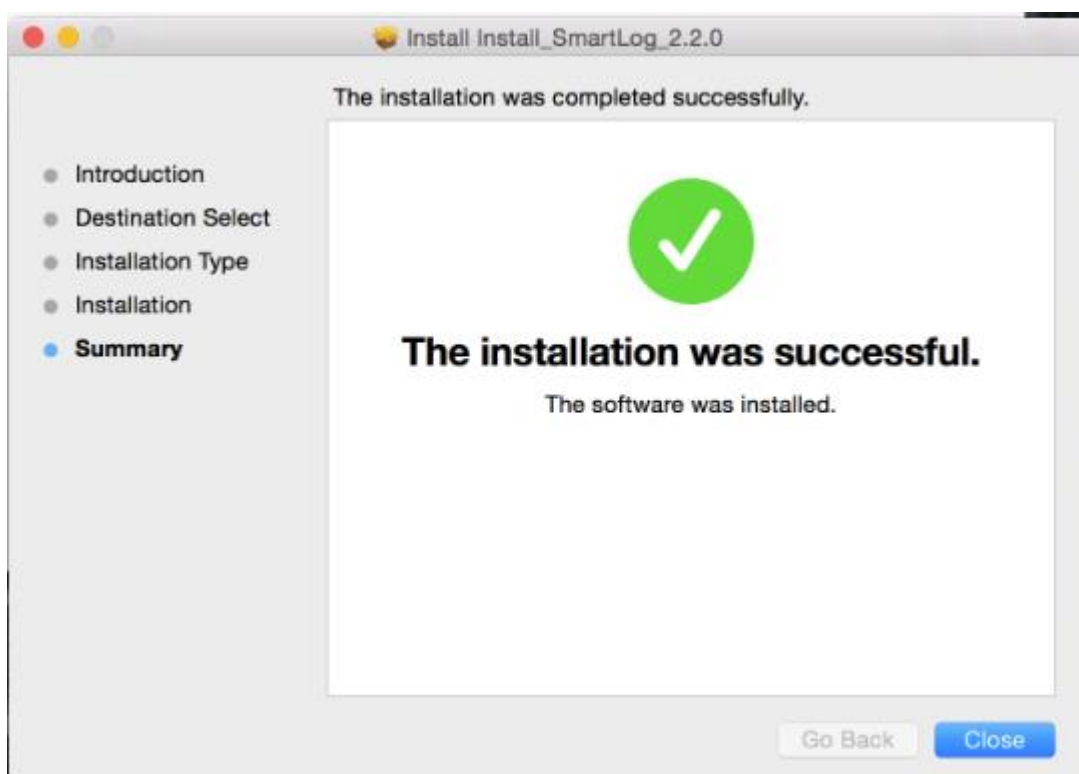 Install Install_SmartLog_2.2.0
The installation was completed successfully.
Introduction
Destination Select
Installation Type
Installation
Summary
The installation was successful.
The software was installed.
Go Back
Close